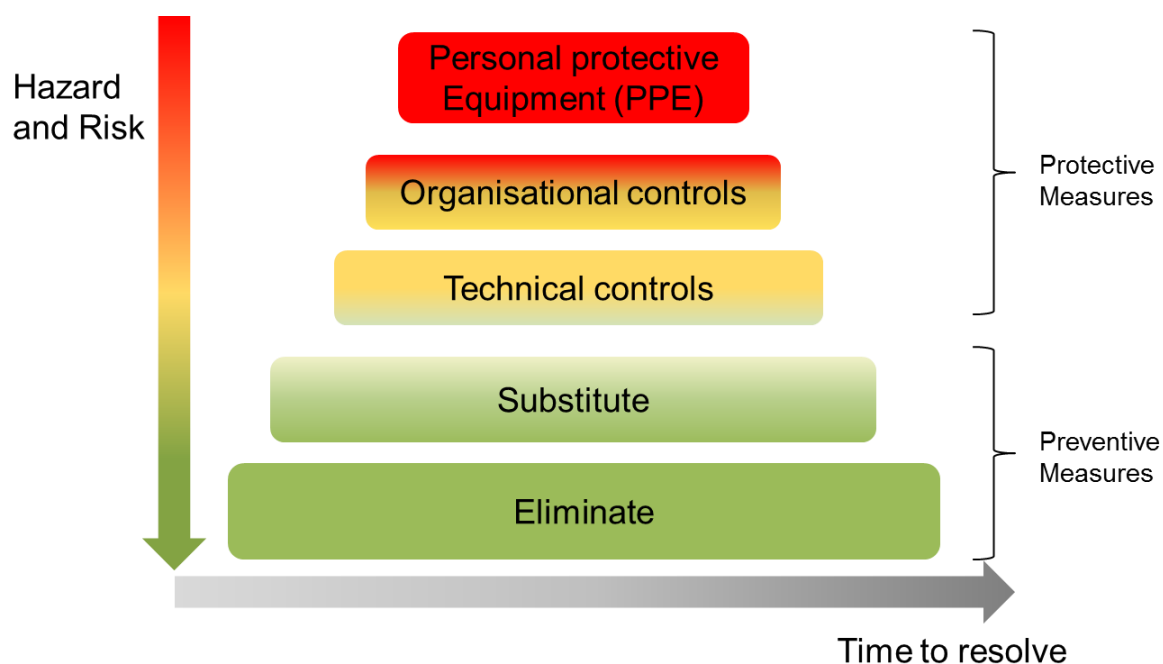 Hazard
and Risk
Personal protective
Equipment (PPE)
Organisational controls
Technical controls
Protective
Measures
Substitute
Eliminate
Preventive
Measures
Time to resolve